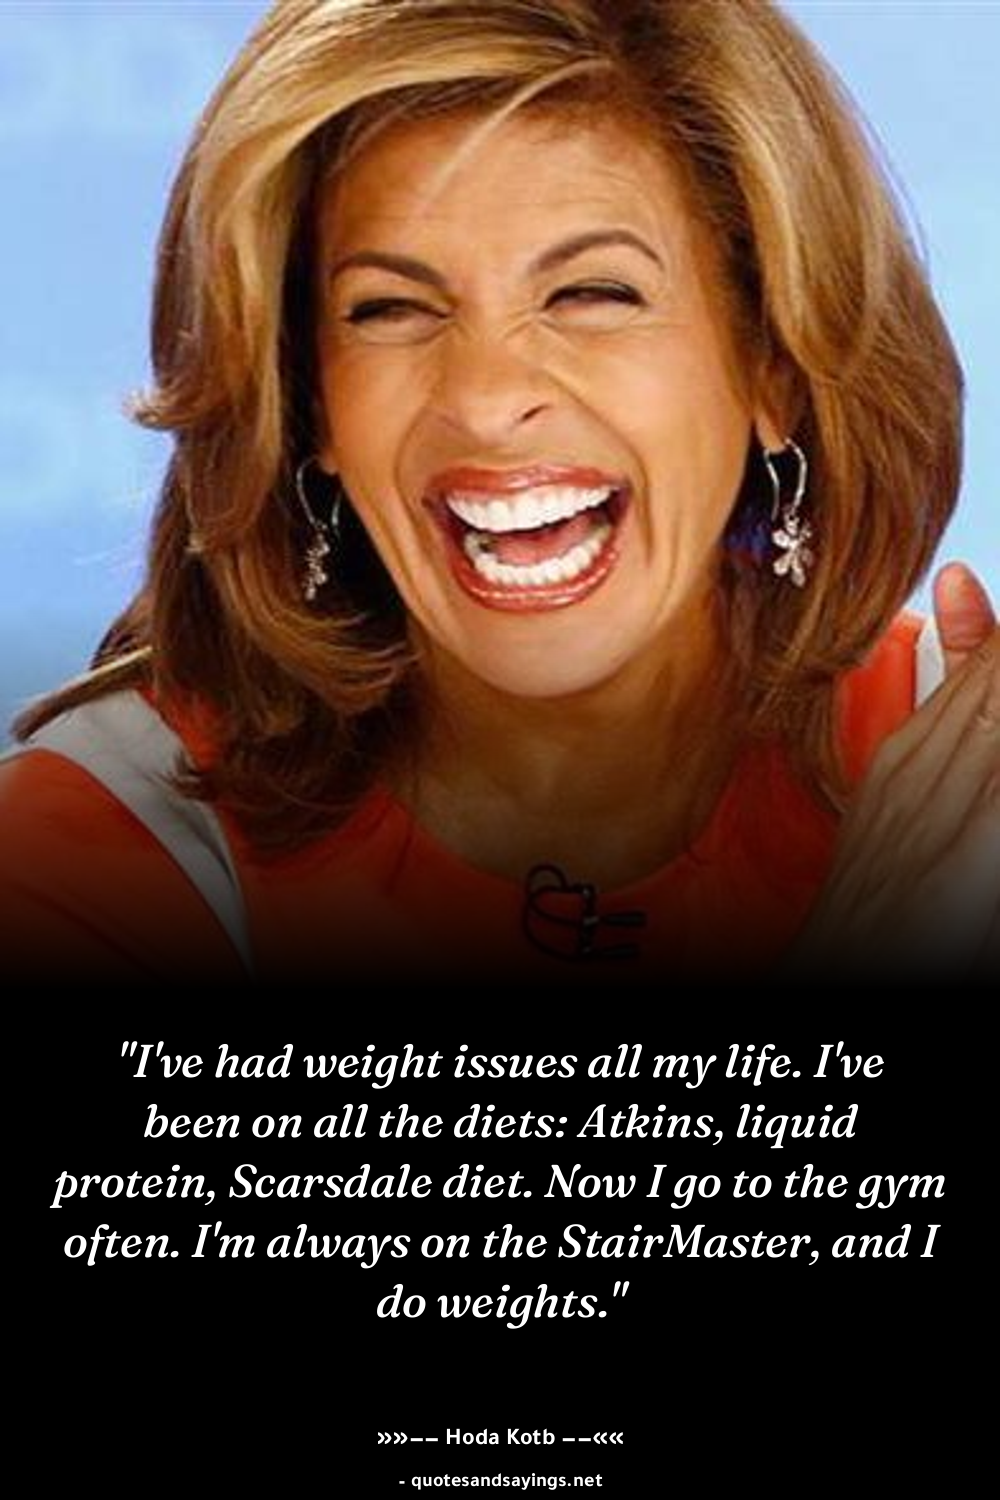 "I've had weight issues all my life. I've
been on all the diets: Atkins, liquid
protein, Scarsdale diet. Now I go to the gym
often. I'm always on the StairMaster, and I
do weights."
»»–– Hoda Kotb ––««
- quotesandsayings.net